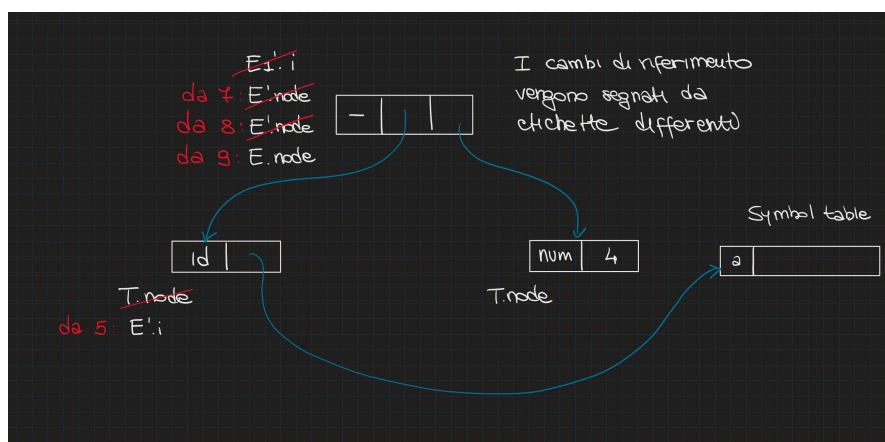 E1'.i
da 7: E'.node
da 8: E'.node
da 9: E.node
I cambi di riferimento
vengono segnati da
etichette differenti
-
Symbol table
id
num 4
a
T.node
da 5: E'.i
T.node